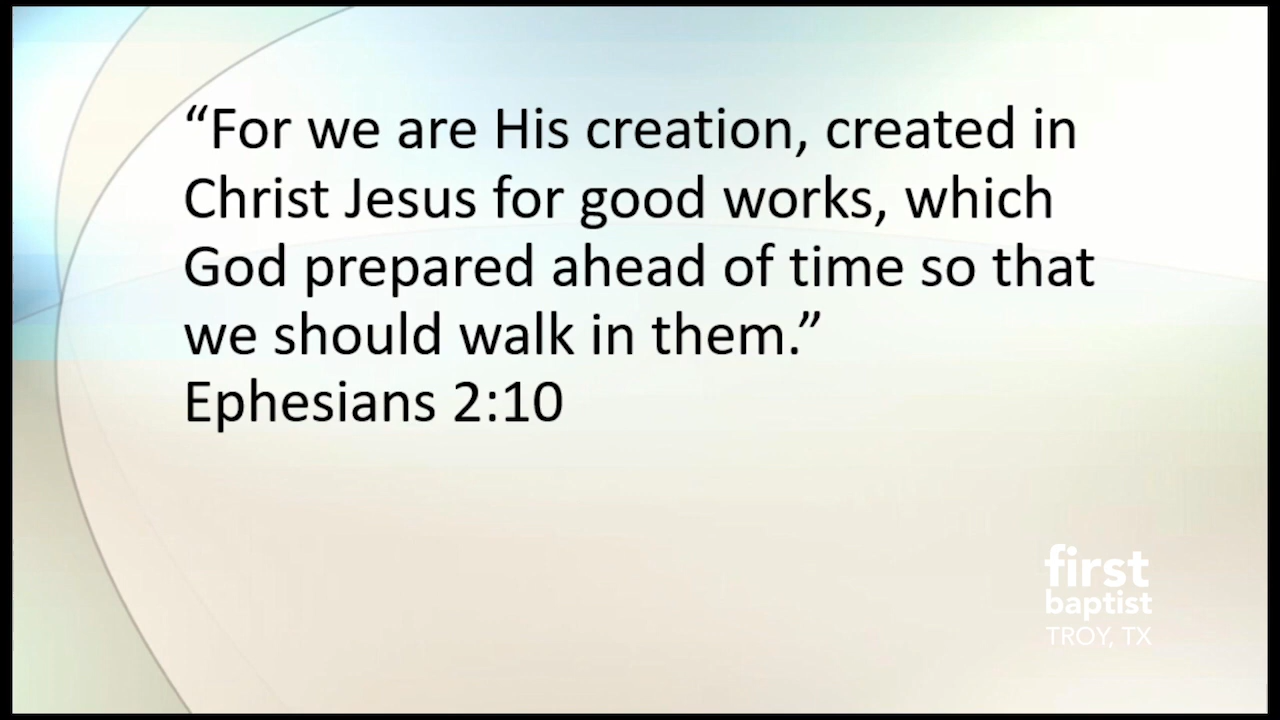 “For we are His creation, created in
Christ Jesus for good works, which
God prepared ahead of time so that
we should walk in them.”
Ephesians 2:10
first
baptist
TROY, TX